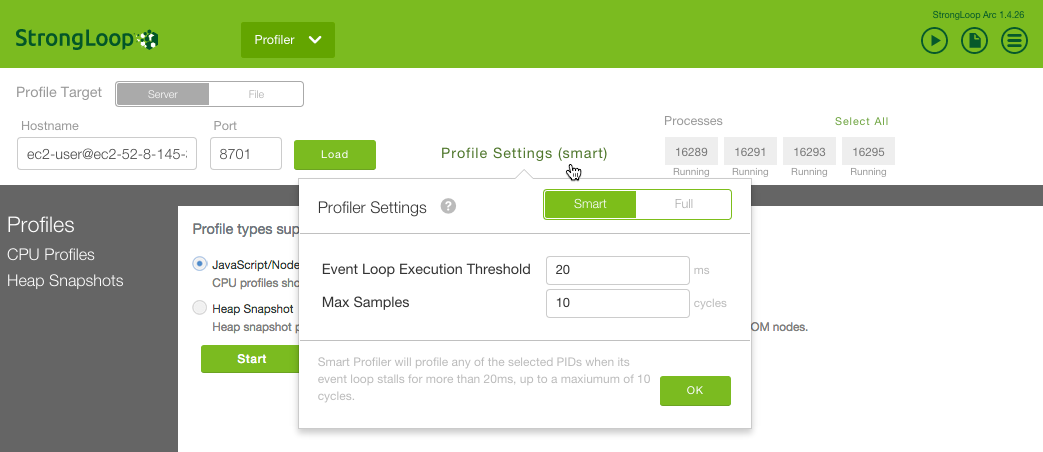 StrongLoop Arc 1.4.26
StrongLoop
Profiler
Profile Target
Server
File
Hostname
Port
ec2-user@ec2-52-8-145-
8701
Load
Profile Settings (smart)
Processes
Select All
16289
16291
16293
16295
Running
Running
Running
Running
Profiles
CPU Profiles
Heap Snapshots
Profile types sup
JavaScript/Node
CPU profiles sho
Heap Snapshot
Heap snapshot p
OM nodes.
Start
Profiler Settings
?
Smart
Full
Event Loop Execution Threshold
20
ms
Max Samples
10
cycles
Smart Profiler will profile any of the selected PIDs when its
event loop stalls for more than 20ms, up to a maxiumum of 10
cycles.
OK